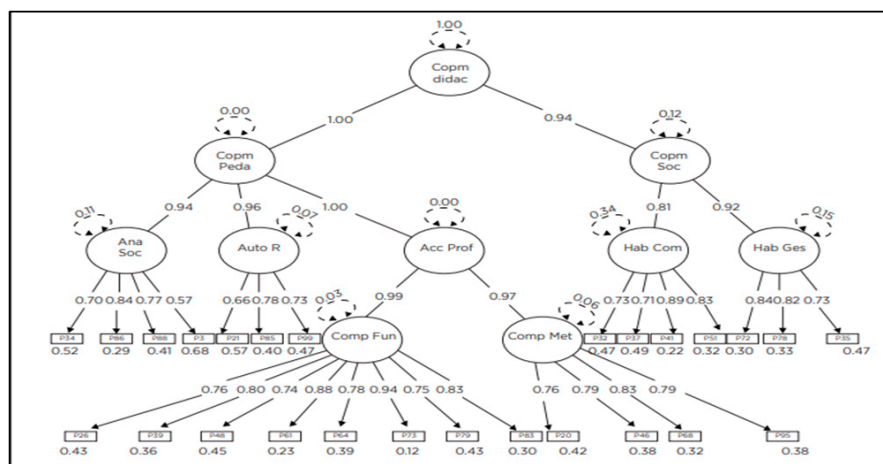 1.00
Copm
didac
0.00
0.12
1.00
0.94
Copm
Peda
Copm
Soc
0.94
0.96
1.00
0.81
0.92
0.11
0.07
0.00
0.34
0.15
Ana
Soc
Auto R
Acc Prof
Hab Com
Hab Ges
0.70 0.84 0.77 0.57
0.66 0.78 0.73
0.99
0.97
0.73 0.71 0.89 0.83
0.84 0.82 0.73
0.03
0.06
P34 P86 P88 P3 P21 P85 P99
Comp Fun
Comp Met
P32 P37 P41 P51 P72 P78 P35
0.52 0.29 0.41 0.68 0.57 0.40 0.47
0.47 0.49 0.22 0.32 0.30 0.33 0.47
0.76 0.80 0.74 0.88 0.78 0.94 0.75 0.83
0.76 0.79 0.83 0.79
P26 P39 P48 P61 P64 P73 P79 P83 P20 P46 P68 P95
0.43 0.36 0.45 0.23 0.39 0.12 0.43 0.30 0.42 0.38 0.32 0.38